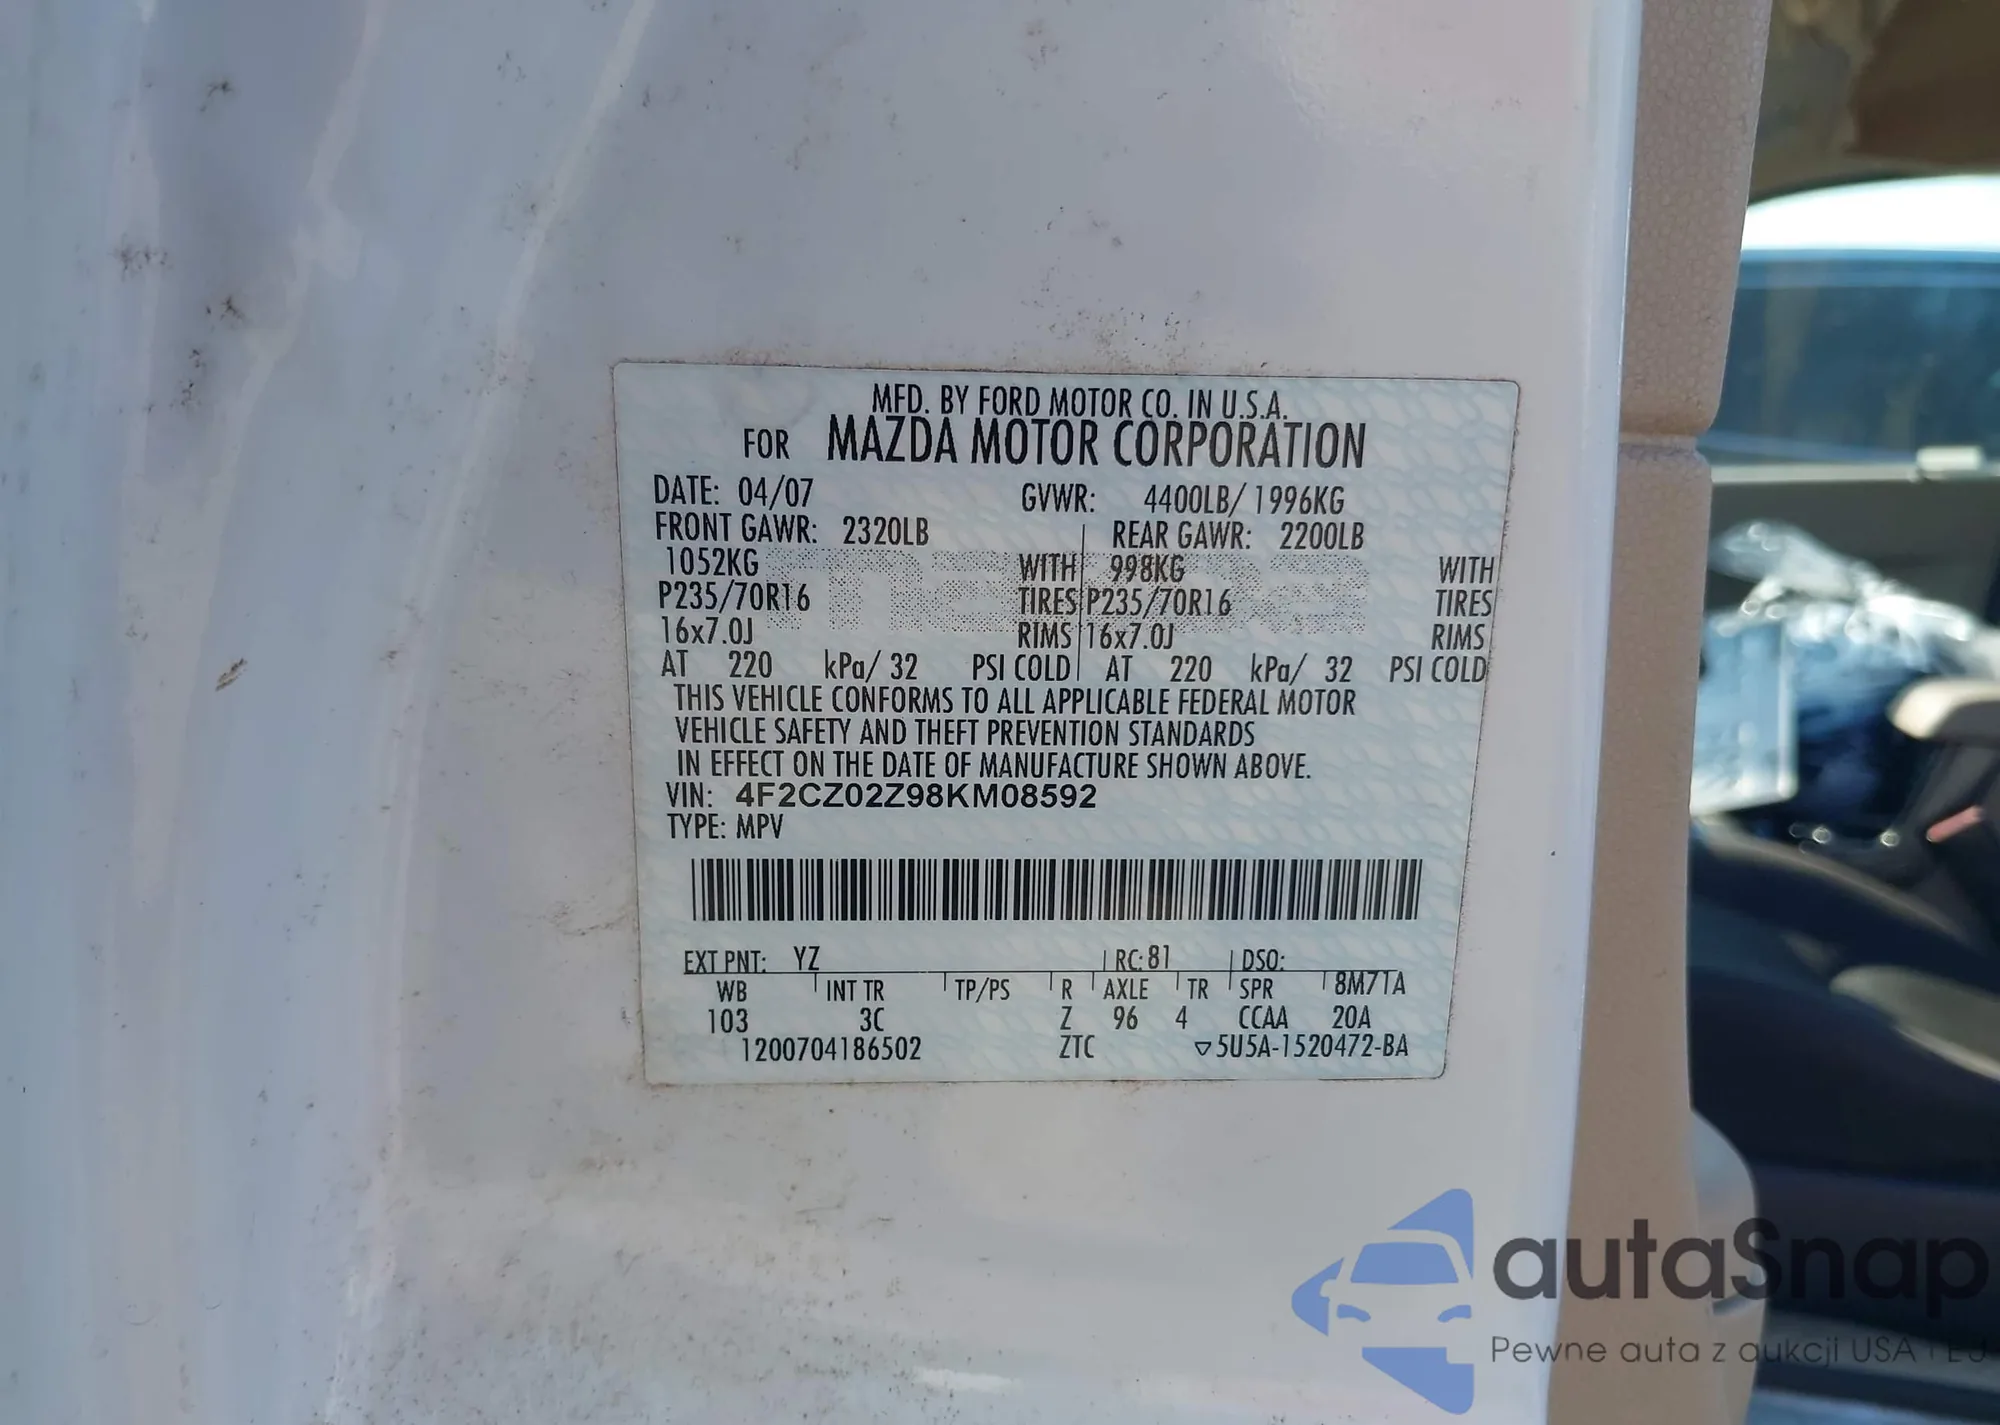 MFD. BY FORD MOTOR CO. IN U.S.A.
FOR MAZDA MOTOR CORPORATION
DATE: 04/07 GVWR: 4400LB/ 1996KG
FRONT GAWR: 2320LB REAR GAWR: 2200LB
1052KG WITH 998KG WITH
P235/70R16 TIRES P235/70R16 TIRES
16x7.0J RIMS 16x7.0J RIMS
AT 220 kPa/ 32 PSI COLD AT 220 kPa/ 32 PSI COLD
THIS VEHICLE CONFORMS TO ALL APPLICABLE FEDERAL MOTOR
VEHICLE SAFETY AND THEFT PREVENTION STANDARDS
IN EFFECT ON THE DATE OF MANUFACTURE SHOWN ABOVE.
VIN: 4F2CZ02Z98KM08592
TYPE: MPV
EXT PNT: YZ RC: 81 DSO:
WB INT TR TP/PS R AXLE TR SPR 8M71A
103 3C Z 96 4 CCAA 20A
1200704186502 ZTC ▽5U5A-1520472-BA
autaSnap
Pewne auta z aukcji USA i EU